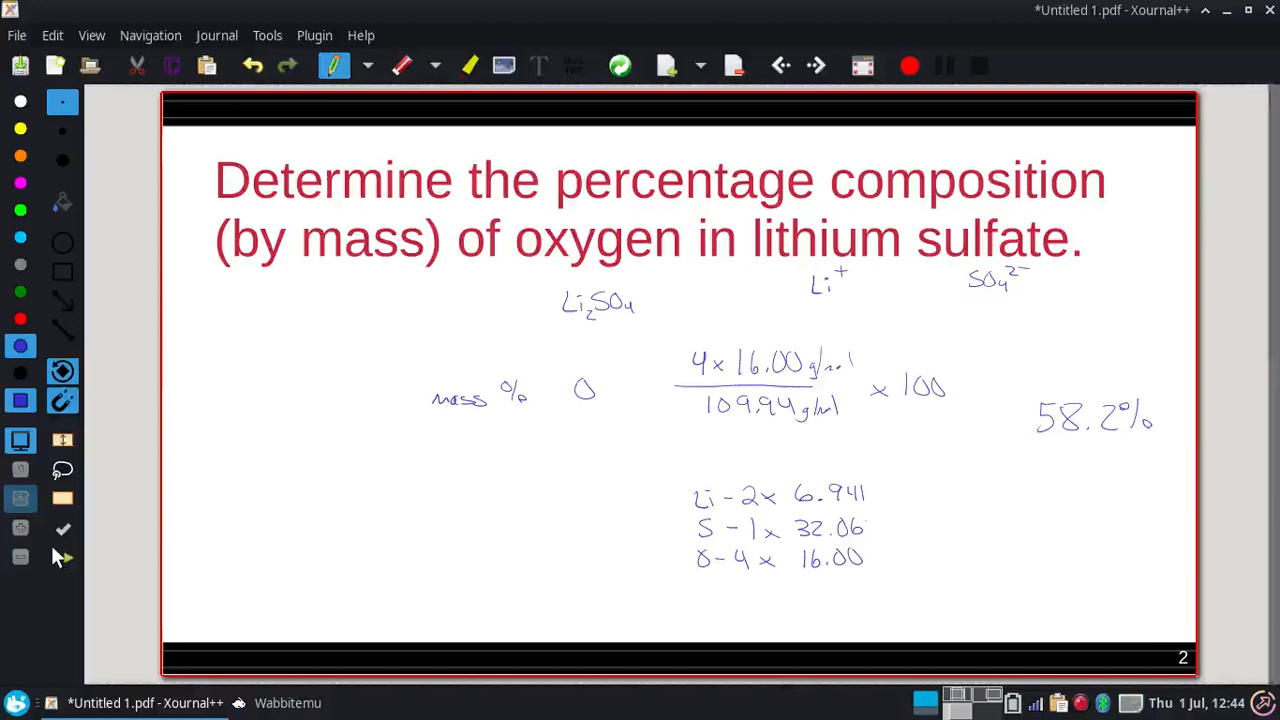 *Untitled 1.pdf - Xournal++
File Edit View Navigation Journal Tools Plugin Help
Determine the percentage composition
(by mass) of oxygen in lithium sulfate.
Li⁺ SO₄²⁻
Li₂SO₄
4 x 16.00 g/mol
mass % O x 100
109.94 g/mol
58.2%
Li - 2 x 6.941
S - 1 x 32.06
O - 4 x 16.00
2
*Untitled 1.pdf - Xournal++ Wabbitemu Thu 1 Jul, 12:44